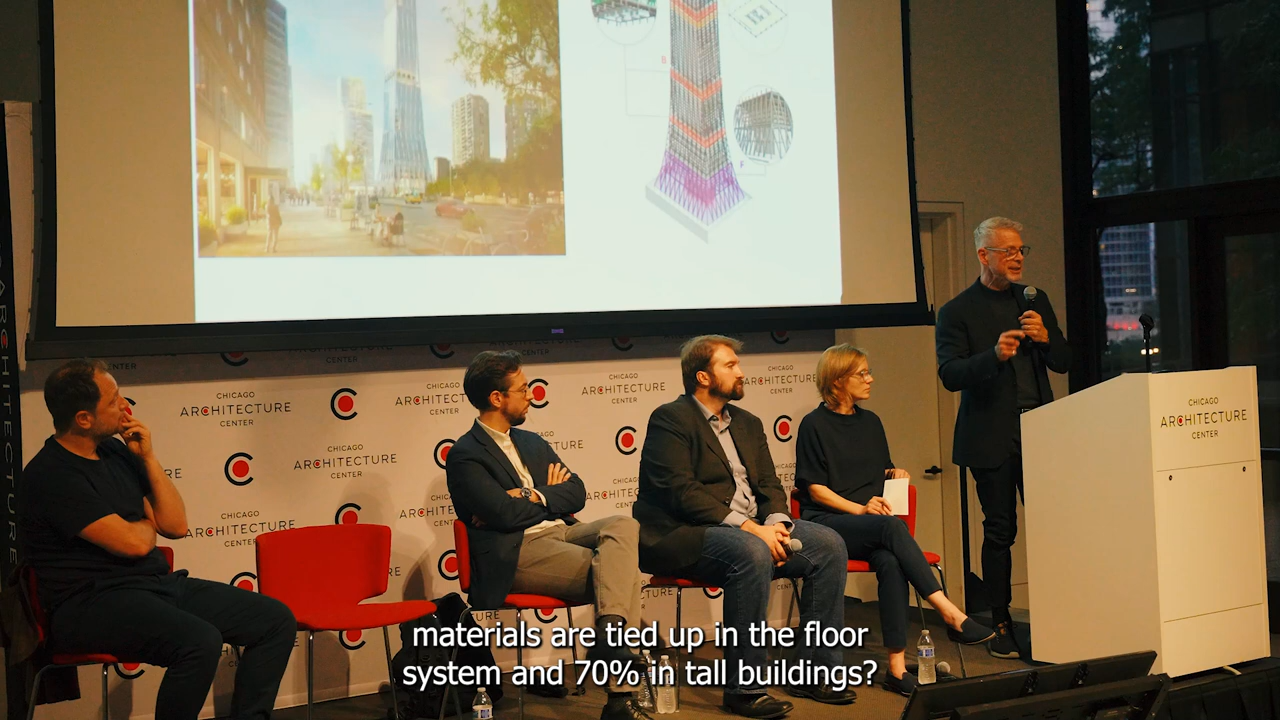 CHICAGO
ARCHITECTURE
CENTER
CHICAGO
ARCHITECTURE
CENTER
CHICAGO
ARCHITECTURE
CENTER
CHICAGO
ARCHITECTURE
CENTER
CHICAGO
ARCHITECTURE
CENTER
CHICAGO
ARCHITECTURE
CENTER
materials are tied up in the floor
system and 70% in tall buildings?